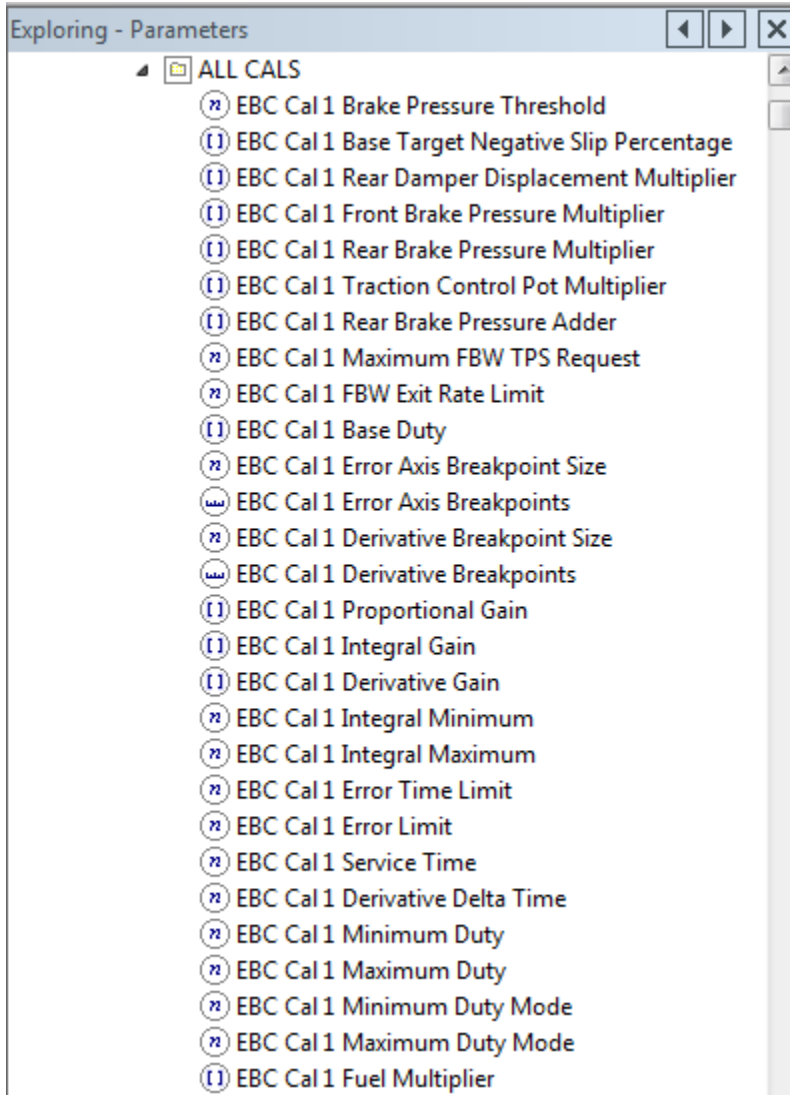 Exploring - Parameters
ALL CALS
EBC Cal 1 Brake Pressure Threshold
EBC Cal 1 Base Target Negative Slip Percentage
EBC Cal 1 Rear Damper Displacement Multiplier
EBC Cal 1 Front Brake Pressure Multiplier
EBC Cal 1 Rear Brake Pressure Multiplier
EBC Cal 1 Traction Control Pot Multiplier
EBC Cal 1 Rear Brake Pressure Adder
EBC Cal 1 Maximum FBW TPS Request
EBC Cal 1 FBW Exit Rate Limit
EBC Cal 1 Base Duty
EBC Cal 1 Error Axis Breakpoint Size
EBC Cal 1 Error Axis Breakpoints
EBC Cal 1 Derivative Breakpoint Size
EBC Cal 1 Derivative Breakpoints
EBC Cal 1 Proportional Gain
EBC Cal 1 Integral Gain
EBC Cal 1 Derivative Gain
EBC Cal 1 Integral Minimum
EBC Cal 1 Integral Maximum
EBC Cal 1 Error Time Limit
EBC Cal 1 Error Limit
EBC Cal 1 Service Time
EBC Cal 1 Derivative Delta Time
EBC Cal 1 Minimum Duty
EBC Cal 1 Maximum Duty
EBC Cal 1 Minimum Duty Mode
EBC Cal 1 Maximum Duty Mode
EBC Cal 1 Fuel Multiplier